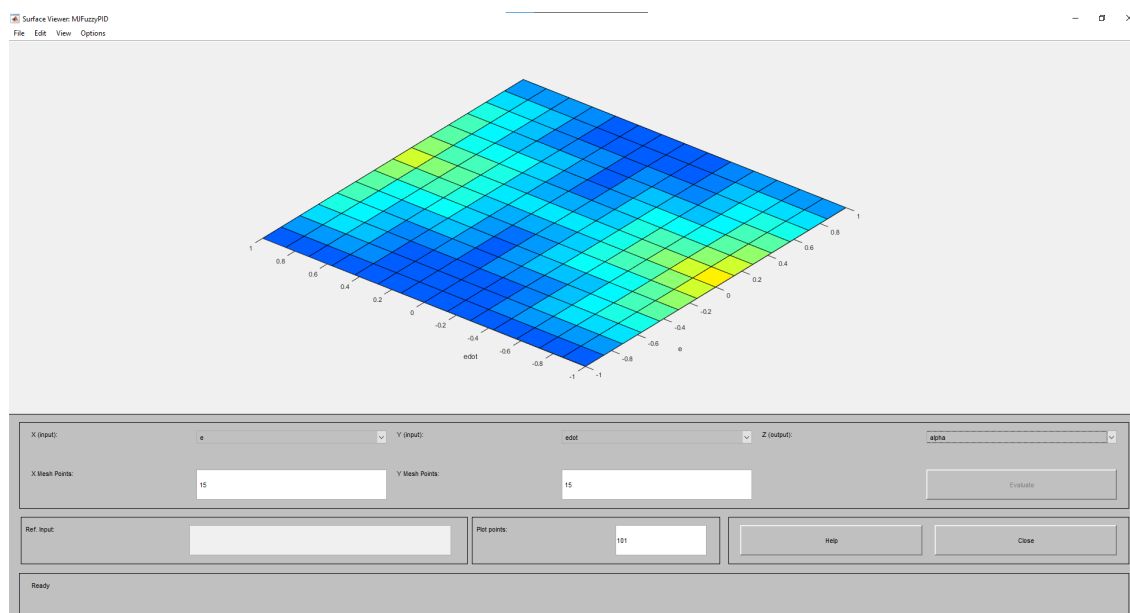 Surface Viewer: MJFuzzyPID
File Edit View Options
1
0.8
0.6
0.4
0.2
0
-0.2
-0.4
-0.6
-0.8
-1
edot
1
0.8
0.6
0.4
0.2
0
-0.2
-0.4
-0.6
-0.8
-1
e
X (input): e Y (input): edot Z (output): alpha
X Mesh Points: 15 Y Mesh Points: 15 Evaluate
Ref. Input: Plot points: 101 Help Close
Ready